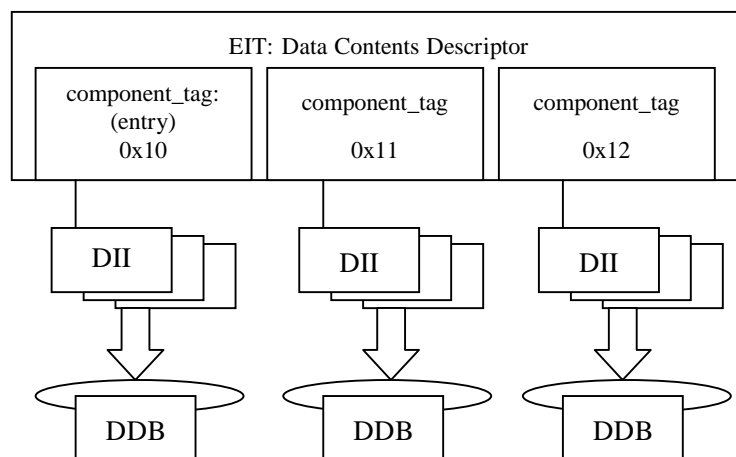 EIT: Data Contents Descriptor
component_tag:
(entry)
0x10
component_tag
0x11
component_tag
0x12
DII
DII
DII
DDB
DDB
DDB